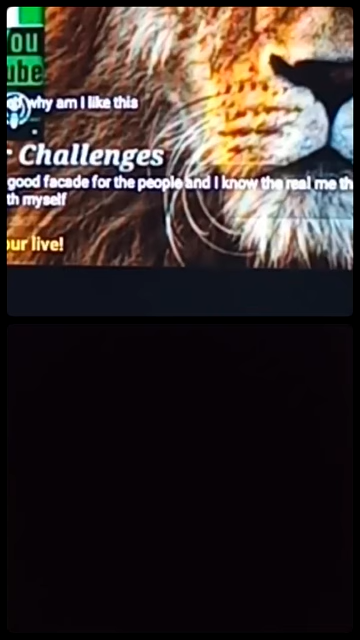 You
ube
why am I like this
Challenges
good facade for the people and I know the real me th
th myself
our live!